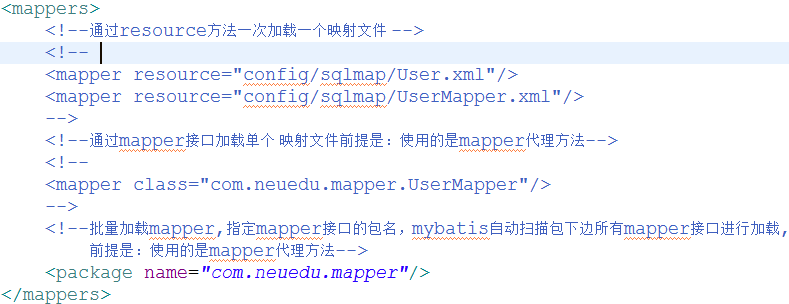 <mappers>
<!--通过resource方法一次加载一个映射文件 -->
<!--
<mapper resource="config/sqlmap/User.xml"/>
<mapper resource="config/sqlmap/UserMapper.xml"/>
-->
<!--通过mapper接口加载单个 映射文件前提是：使用的是mapper代理方法-->
<!--
<mapper class="com.neuedu.mapper.UserMapper"/>
-->
<!--批量加载mapper,指定mapper接口的包名，mybatis自动扫描包下边所有mapper接口进行加载,
前提是：使用的是mapper代理方法-->
<package name="com.neuedu.mapper"/>
</mappers>